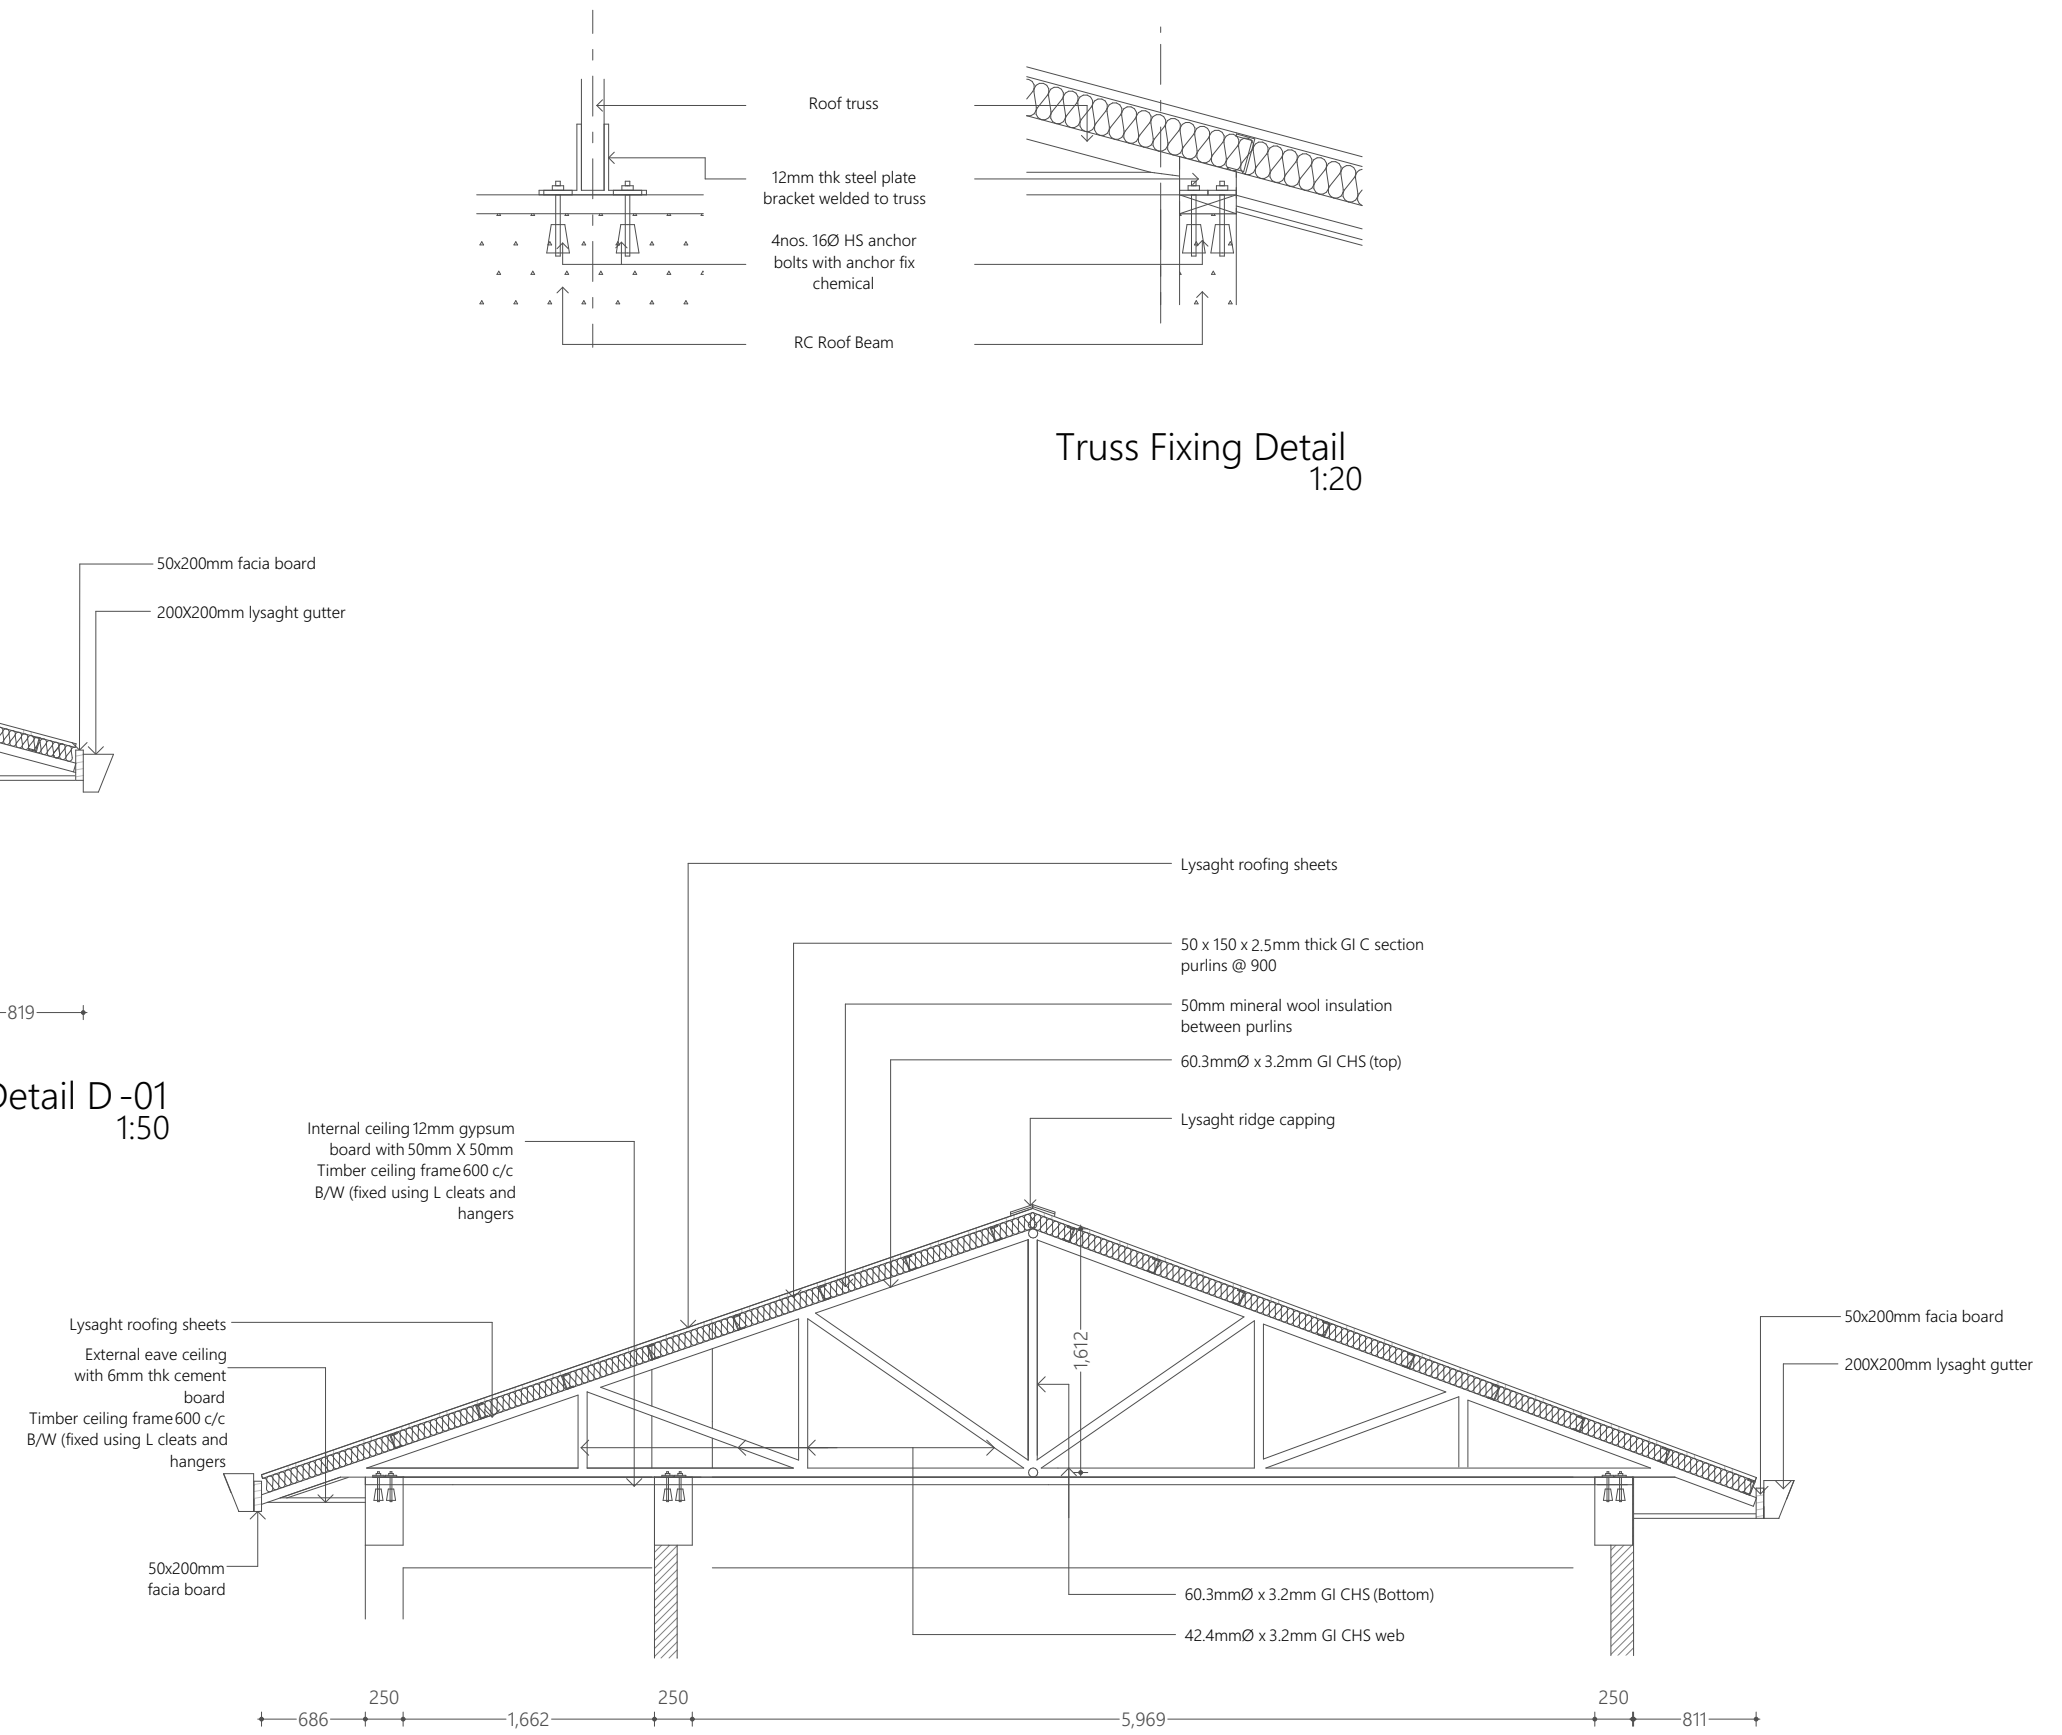 Roof truss
12mm thk steel plate
bracket welded to truss
4nos. 16Ø HS anchor
bolts with anchor fix
chemical
RC Roof Beam
Truss Fixing Detail
1:20
50x200mm facia board
200X200mm lysaght gutter
819
Detail D-01
1:50
Lysaght roofing sheets
50 x 150 x 2.5mm thick GI C section
purlins @ 900
50mm mineral wool insulation
between purlins
60.3mmØ x 3.2mm GI CHS (top)
Lysaght ridge capping
Internal ceiling 12mm gypsum
board with 50mm X 50mm
Timber ceiling frame 600 c/c
B/W (fixed using L cleats and
hangers
Lysaght roofing sheets
External eave ceiling
with 6mm thk cement
board
Timber ceiling frame 600 c/c
B/W (fixed using L cleats and
hangers
1,612
50x200mm facia board
200X200mm lysaght gutter
50x200mm
facia board
60.3mmØ x 3.2mm GI CHS (Bottom)
42.4mmØ x 3.2mm GI CHS web
250
250
250
686
1,662
5,969
811